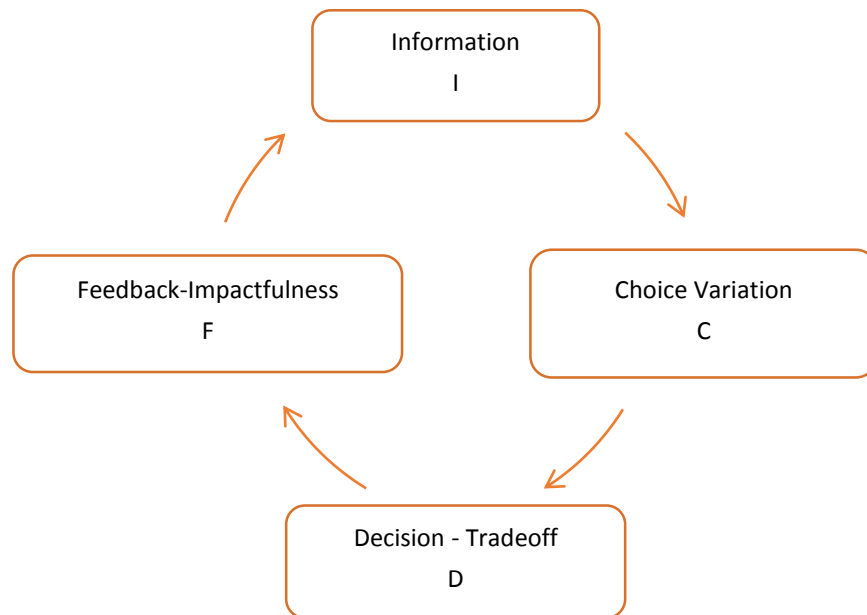 Information
I
Feedback-Impactfulness
F
Choice Variation
C
Decision - Tradeoff
D